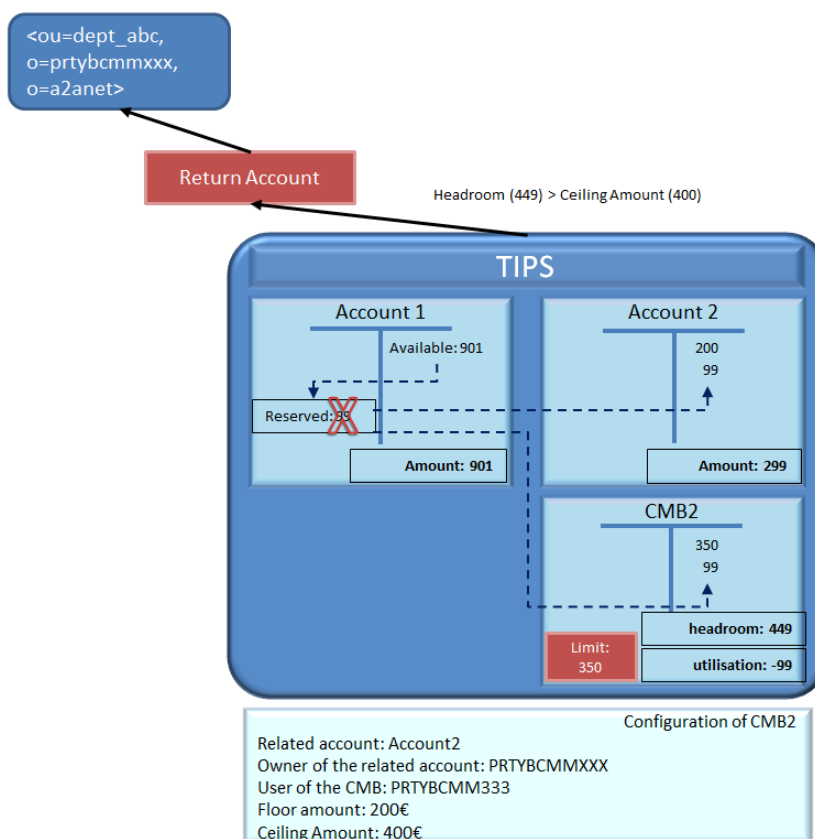 <ou=dept_abc,
o=prtybcmmxxx,
o=a2anet>
Return Account
Headroom (449) > Ceiling Amount (400)
TIPS
Account 1
Available: 901
Reserved: 99
Amount: 901
Account 2
200
99
Amount: 299
CMB2
350
99
headroom: 449
Limit:
350
utilisation: -99
Configuration of CMB2
Related account: Account2
Owner of the related account: PRTYBCMMXXX
User of the CMB: PRTYBCMM333
Floor amount: 200€
Ceiling Amount: 400€